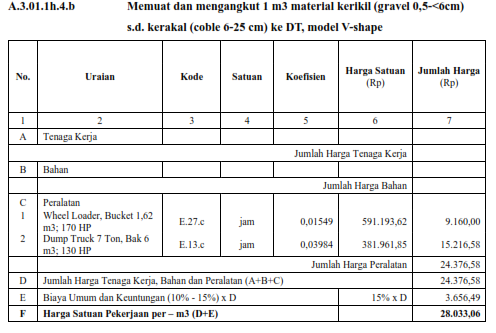 A.3.01.1h.4.b Memuat dan mengangkut 1 m3 material kerikil (gravel 0,5-<6cm)
s.d. kerakal (coble 6-25 cm) ke DT, model V-shape
No. Uraian Kode Satuan Koefisien Harga Satuan (Rp) Jumlah Harga (Rp)
1 2 3 4 5 6 7
A Tenaga Kerja
Jumlah Harga Tenaga Kerja
B Bahan
Jumlah Harga Bahan
C Peralatan
1 Wheel Loader, Bucket 1,62 m3; 170 HP E.27.c jam 0,01549 591.193,62 9.160,00
2 Dump Truck 7 Ton, Bak 6 m3; 130 HP E.13.c jam 0,03984 381.961,85 15.216,58
Jumlah Harga Peralatan 24.376,58
D Jumlah Harga Tenaga Kerja, Bahan dan Peralatan (A+B+C) 24.376,58
E Biaya Umum dan Keuntungan (10% - 15%) x D 15% x D 3.656,49
F Harga Satuan Pekerjaan per – m3 (D+E) 28.033,06